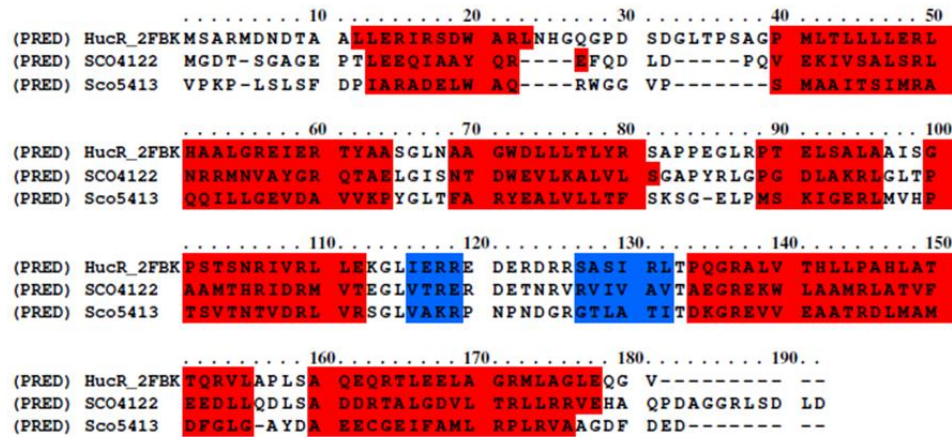 . . . . . . . . 10 . . . . . . . . 20 . . . . . . . . 30 . . . . . . . . 40 . . . . . . . . 50
(PRED) HucR_2FBK MSARMDNDTA ALLERIRSDW ARLNHGQGPD SDGLTPSAGP MLTLLLLERL
(PRED) SCO4122 MGDT-SGAGE PTLEEQIAAY QR----EFQD LD-----PQV EKIVSALSRL
(PRED) Sco5413 VPKP-LSLSF DPIARADELW AQ----RWGG VP------SMAAITSIMRA
. . . . . . . . 60 . . . . . . . . 70 . . . . . . . . 80 . . . . . . . . 90 . . . . . . . . 100
(PRED) HucR_2FBK HAALGREIER TYAASGLNAA GWDLLLTLYR SAPPEGLRPT ELSALAAISG
(PRED) SCO4122 NRRMNVAYGR QTAELGISNT DWEVLKALVL SGAPYRLGPG DLAKRLGLTP
(PRED) Sco5413 QQILLGEVDA VVKPYGLTFA RYEALVLLTF SKSG-ELPMS KIGERLMVHP
. . . . . . . . 110 . . . . . . . . 120 . . . . . . . . 130 . . . . . . . . 140 . . . . . . . . 150
(PRED) HucR_2FBK PSTSNRIVRL LEKGLIERRE DERDRRSASI RLTPQGRALV THLLPAHLAT
(PRED) SCO4122 AAMTHRIDRM VTEGLVTRER DETNRVRVIV AVTAEGREKW LAAMRLATVF
(PRED) Sco5413 TSVTNTVDRL VRSGLVAKRP NPNDGRGTLA TITDKGREVV EAATRDLMAM
. . . . . . . . 160 . . . . . . . . 170 . . . . . . . . 180 . . . . . . . . 190 . .
(PRED) HucR_2FBK TQRVLAPLSA QEQRTLEELA GRMLAGLEQG V--------- --
(PRED) SCO4122 EEDLLQDLSA DDRTALGDVL TRLLRRVEHA QPDAGGRLSD LD
(PRED) Sco5413 DFGLG-AYDA EECGEIFAML RPLRVAAGDF DED------- --